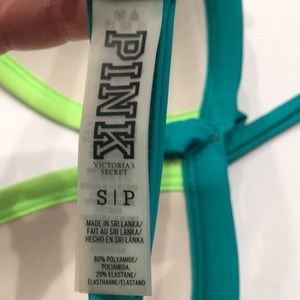 PINK
VICTORIA'S
SECRET
S|P
MADE IN SRI LANKA/
FAIT AU SRI LANKA/
HECHO EN SRI LANKA
80% POLYAMIDE/
POLIAMIDA,
20% ELASTANE/
ELASTHANNE/ELASTANO